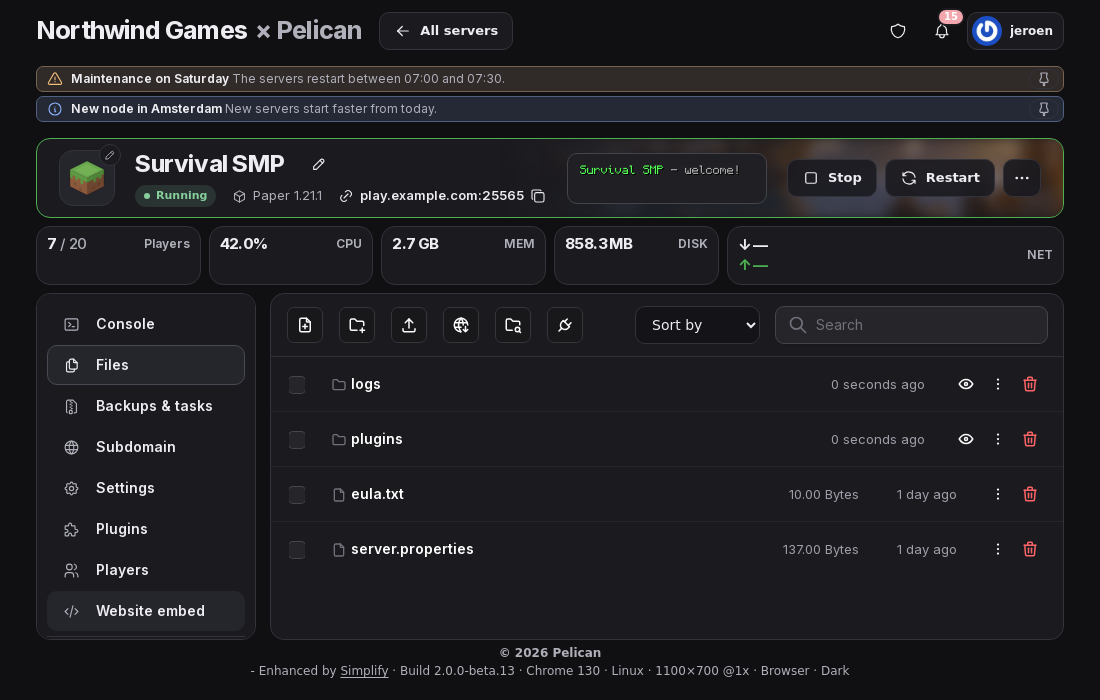 Northwind Games × Pelican
All servers
15
jeroen
Maintenance on Saturday The servers restart between 07:00 and 07:30.
New node in Amsterdam New servers start faster from today.
Survival SMP
Running
Paper 1.21.1
play.example.com:25565
Survival SMP — welcome!
Stop
Restart
7 / 20 Players
42.0% CPU
2.7 GB MEM
858.3 MB DISK
↓—
↑—
NET
Console
Files
Backups & tasks
Subdomain
Settings
Plugins
Players
Website embed
Sort by
Search
logs 0 seconds ago
plugins 0 seconds ago
eula.txt 10.00 Bytes 1 day ago
server.properties 137.00 Bytes 1 day ago
© 2026 Pelican
- Enhanced by Simplify · Build 2.0.0-beta.13 · Chrome 130 · Linux · 1100×700 @1x · Browser · Dark